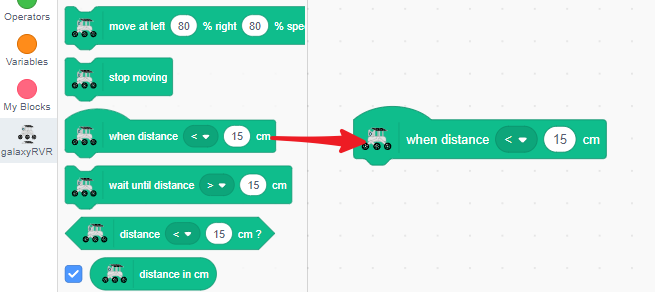 Operators
Variables
My Blocks
galaxyRVR
move at left 80 % right 80 % spe
stop moving
when distance < 15 cm
wait until distance > 15 cm
distance < 15 cm ?
distance in cm
when distance < 15 cm